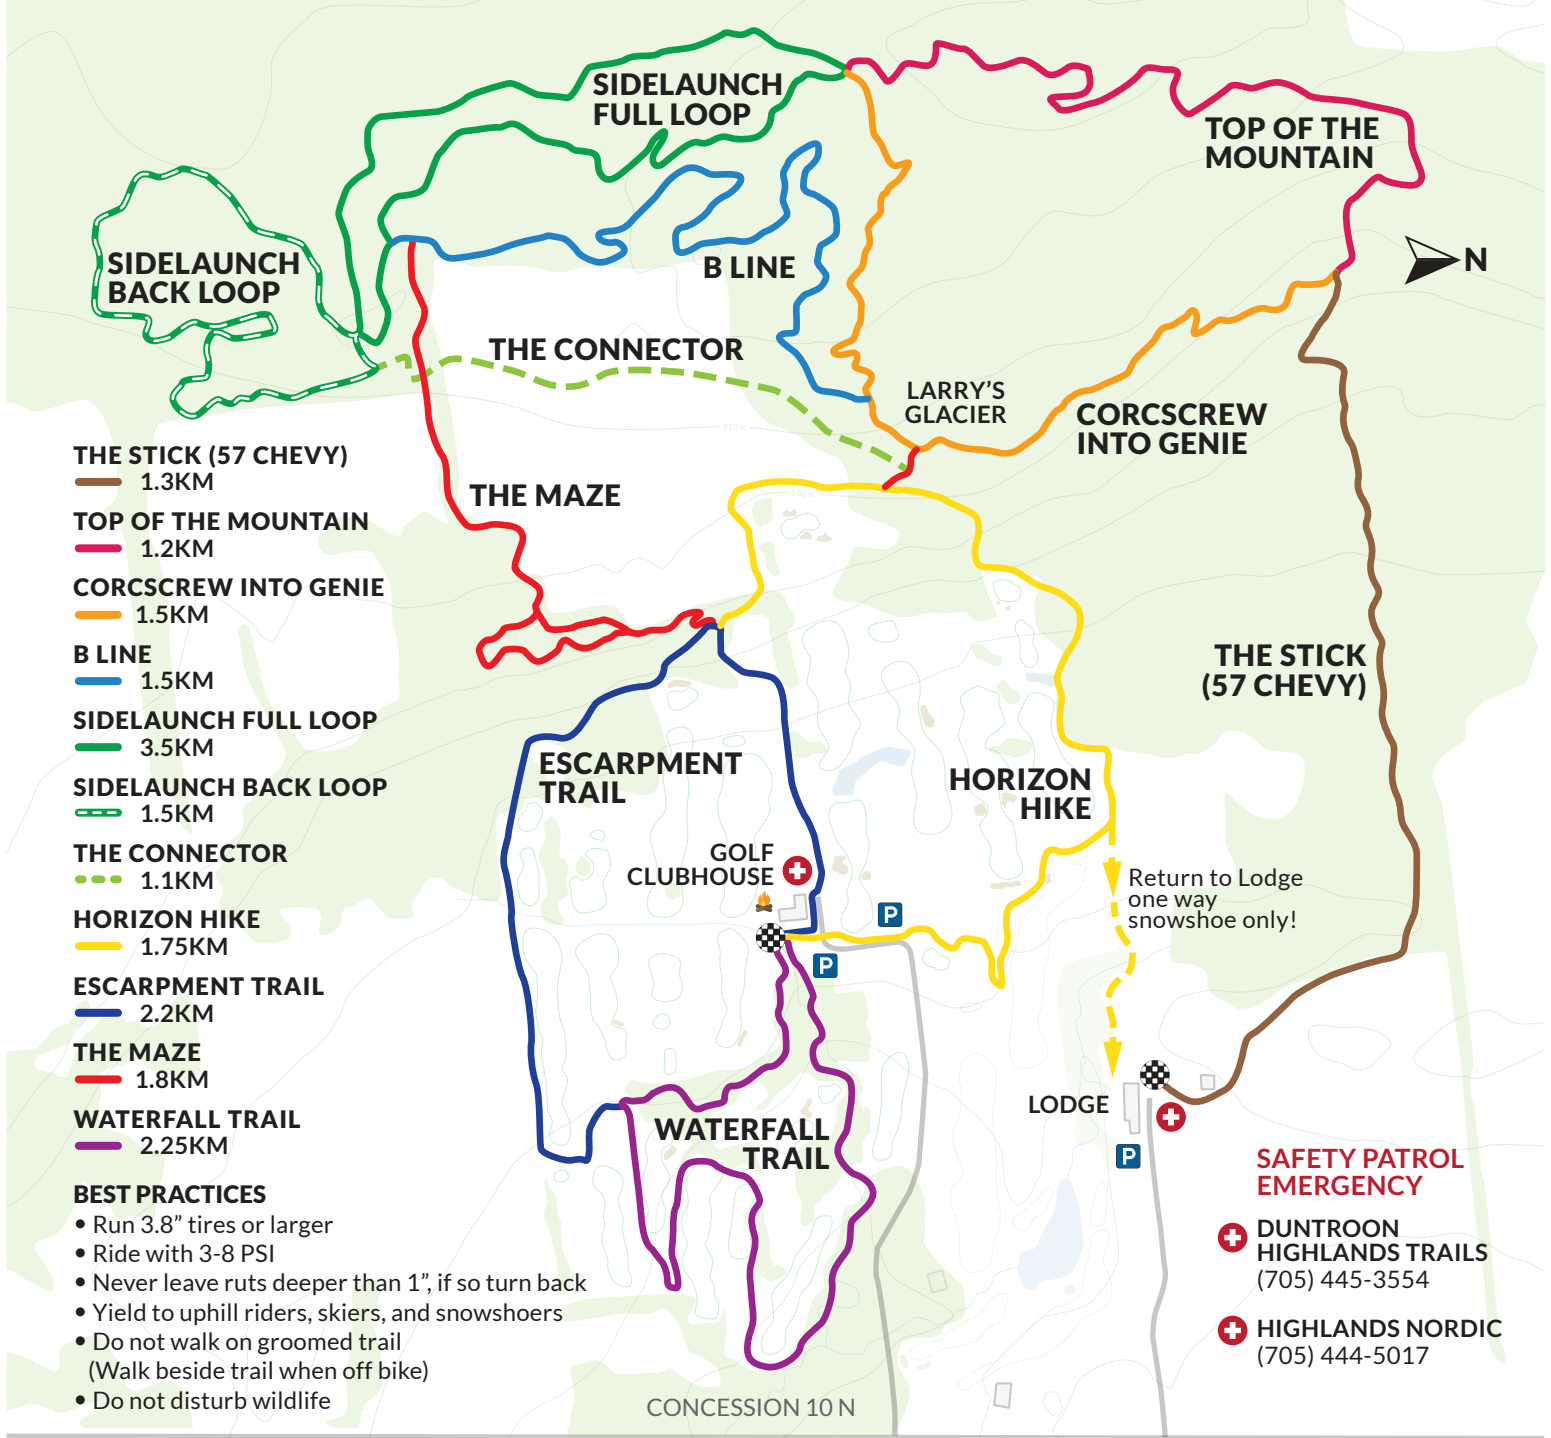 SIDELAUNCH
FULL LOOP
TOP OF THE
MOUNTAIN
SIDELAUNCH
BACK LOOP
B LINE
N
THE CONNECTOR
LARRY'S
GLACIER
CORCSCREW
INTO GENIE
510 m
500 m
THE MAZE
THE STICK (57 CHEVY)
1.3KM
TOP OF THE MOUNTAIN
1.2KM
CORCSCREW INTO GENIE
1.5KM
B LINE
1.5KM
SIDELAUNCH FULL LOOP
3.5KM
SIDELAUNCH BACK LOOP
1.5KM
THE CONNECTOR
1.1KM
HORIZON HIKE
1.75KM
ESCARPMENT TRAIL
2.2KM
THE MAZE
1.8KM
WATERFALL TRAIL
2.25KM
THE STICK
(57 CHEVY)
ESCARPMENT
TRAIL
HORIZON
HIKE
GOLF
CLUBHOUSE
Return to Lodge
one way
snowshoe only!
P
P
LODGE
P
WATERFALL
TRAIL
BEST PRACTICES
• Run 3.8” tires or larger
• Ride with 3-8 PSI
• Never leave ruts deeper than 1”, if so turn back
• Yield to uphill riders, skiers, and snowshoers
• Do not walk on groomed trail
(Walk beside trail when off bike)
• Do not disturb wildlife
SAFETY PATROL
EMERGENCY
DUNTROON
HIGHLANDS TRAILS
(705) 445-3554
HIGHLANDS NORDIC
(705) 444-5017
CONCESSION 10 N